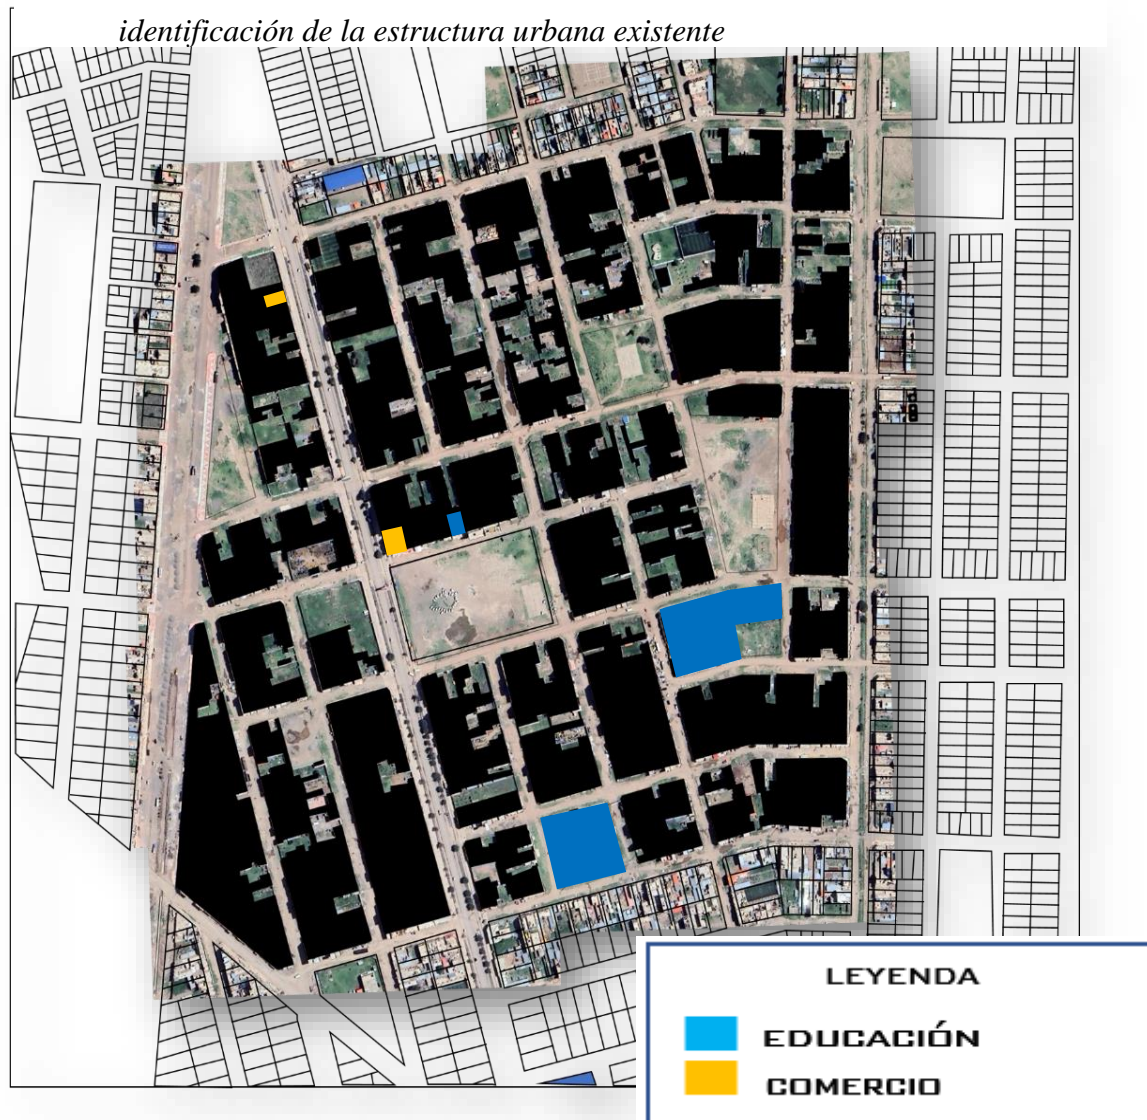 identificación de la estructura urbana existente
LEYENDA
EDUCACIÓN
COMERCIO